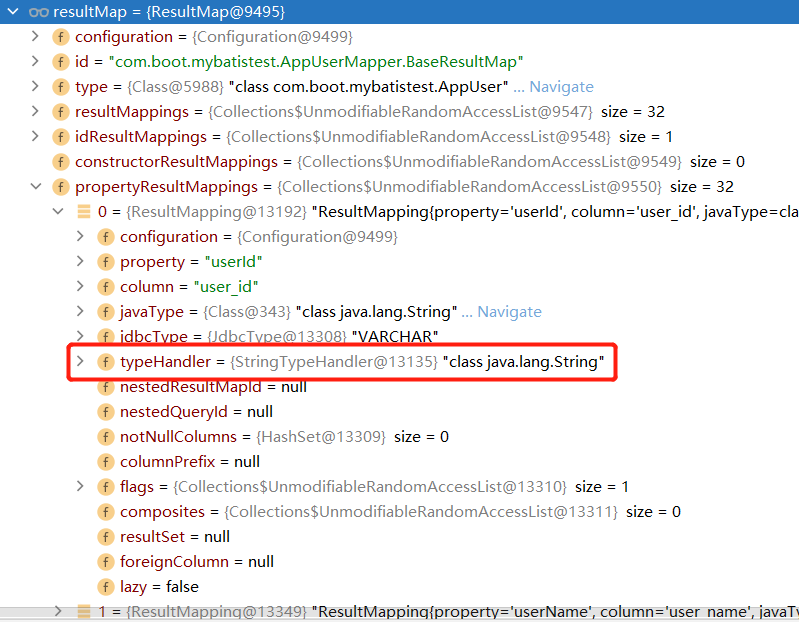 resultMap = {ResultMap@9495}
f configuration = {Configuration@9499}
f id = "com.boot.mybatistest.AppUserMapper.BaseResultMap"
f type = {Class@5988} "class com.boot.mybatistest.AppUser" ... Navigate
f resultMappings = {Collections$UnmodifiableRandomAccessList@9547} size = 32
f idResultMappings = {Collections$UnmodifiableRandomAccessList@9548} size = 1
f constructorResultMappings = {Collections$UnmodifiableRandomAccessList@9549} size = 0
f propertyResultMappings = {Collections$UnmodifiableRandomAccessList@9550} size = 32
0 = {ResultMapping@13192} "ResultMapping{property='userId', column='user_id', javaType=cla
f configuration = {Configuration@9499}
f property = "userId"
f column = "user_id"
f javaType = {Class@343} "class java.lang.String" ... Navigate
f jdbcType = {JdbcType@13308} "VARCHAR"
f typeHandler = {StringTypeHandler@13135} "class java.lang.String"
f nestedResultMapId = null
f nestedQueryId = null
f notNullColumns = {HashSet@13309} size = 0
f columnPrefix = null
f flags = {Collections$UnmodifiableRandomAccessList@13310} size = 1
f composites = {Collections$UnmodifiableRandomAccessList@13311} size = 0
f resultSet = null
f foreignColumn = null
f lazy = false
1 = {ResultMapping@13349} "ResultMapping{property='userName', column='user_name', javaT